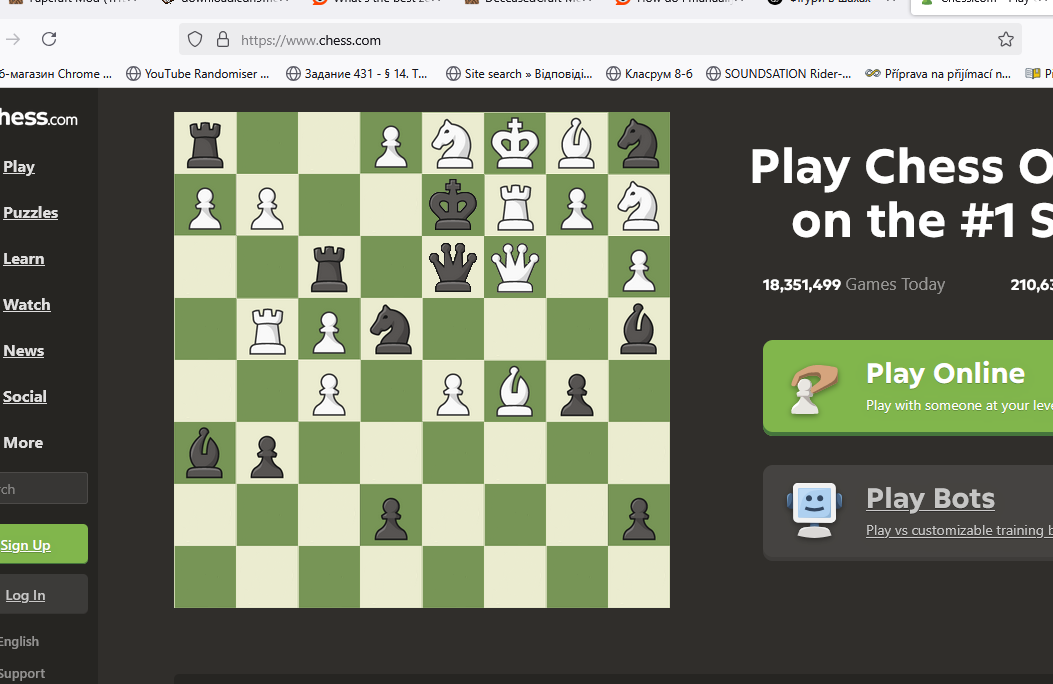 https://www.chess.com
б-магазин Chrome ...
YouTube Randomiser ...
Задание 431 - § 14. Т...
Site search » Відповіді...
Класрум 8-б
SOUNDSATION Rider-...
Příprava na přijímací n...
hess.com
Play
Puzzles
Learn
Watch
News
Social
More
ch
Sign Up
Log In
English
Support
Play Chess O
on the #1 S
18,351,499 Games Today
210,63
Play Online
Play with someone at your leve
Play Bots
Play vs customizable training b